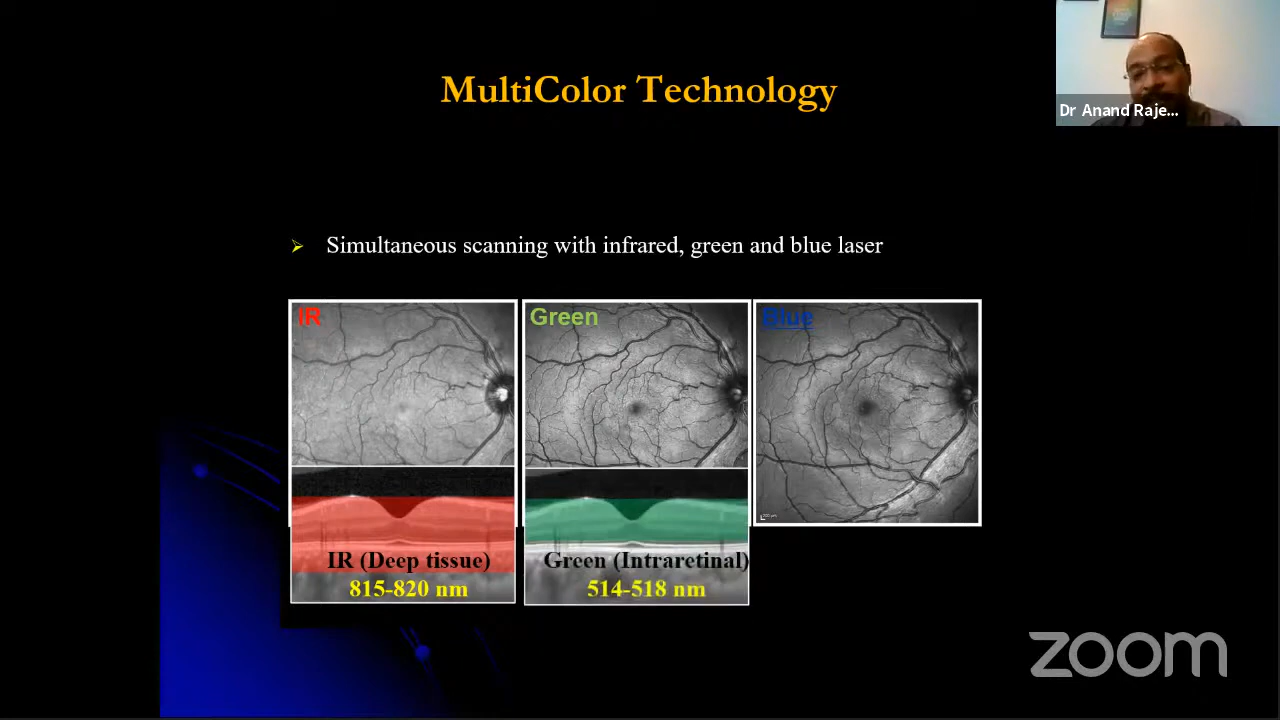 MultiColor Technology
Dr Anand Raje...
Simultaneous scanning with infrared, green and blue laser
IR
Green
Blue
IR (Deep tissue)
815-820 nm
Green (Intraretinal)
514-518 nm
zoom